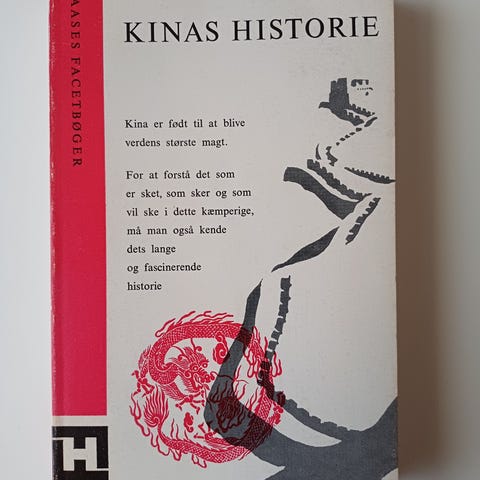 KINAS HISTORIE
AASES FACETBØGER
Kina er født til at blive
verdens største magt.
For at forstå det som
er sket, som sker og som
vil ske i dette kæmperige,
må man også kende
dets lange
og fascinerende
historie
H